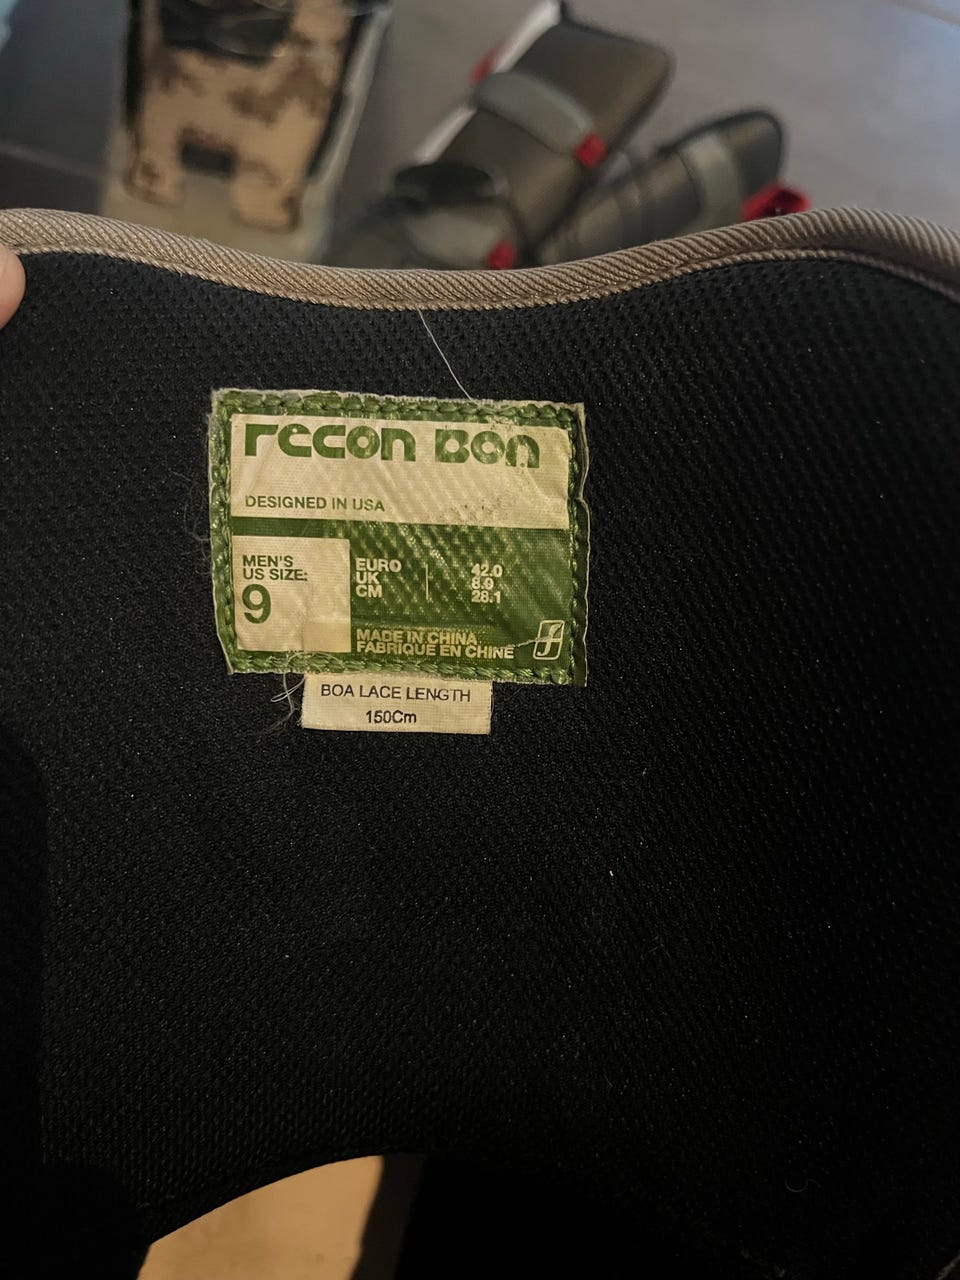 recon Boa
DESIGNED IN USA
MEN'S
US SIZE:
9
EURO 42.0
UK 8.0
CM 28.1
MADE IN CHINA
FABRIQUE EN CHINE
BOA LACE LENGTH
150Cm